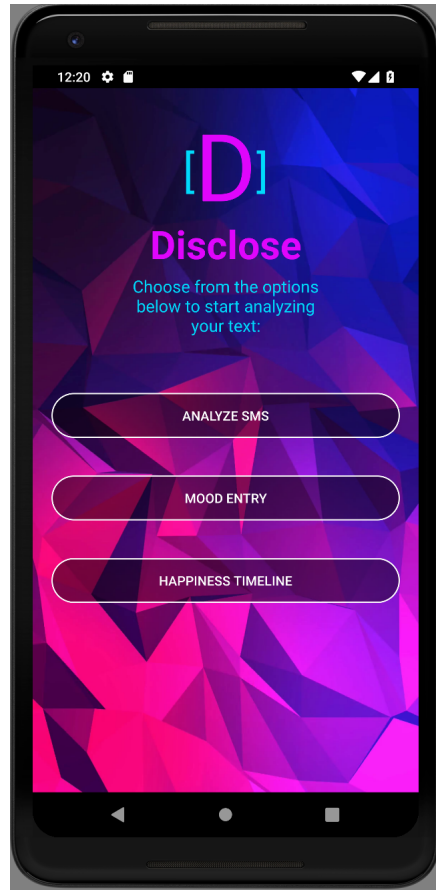 12:20
[D]
Disclose
Choose from the options
below to start analyzing
your text:
ANALYZE SMS
MOOD ENTRY
HAPPINESS TIMELINE